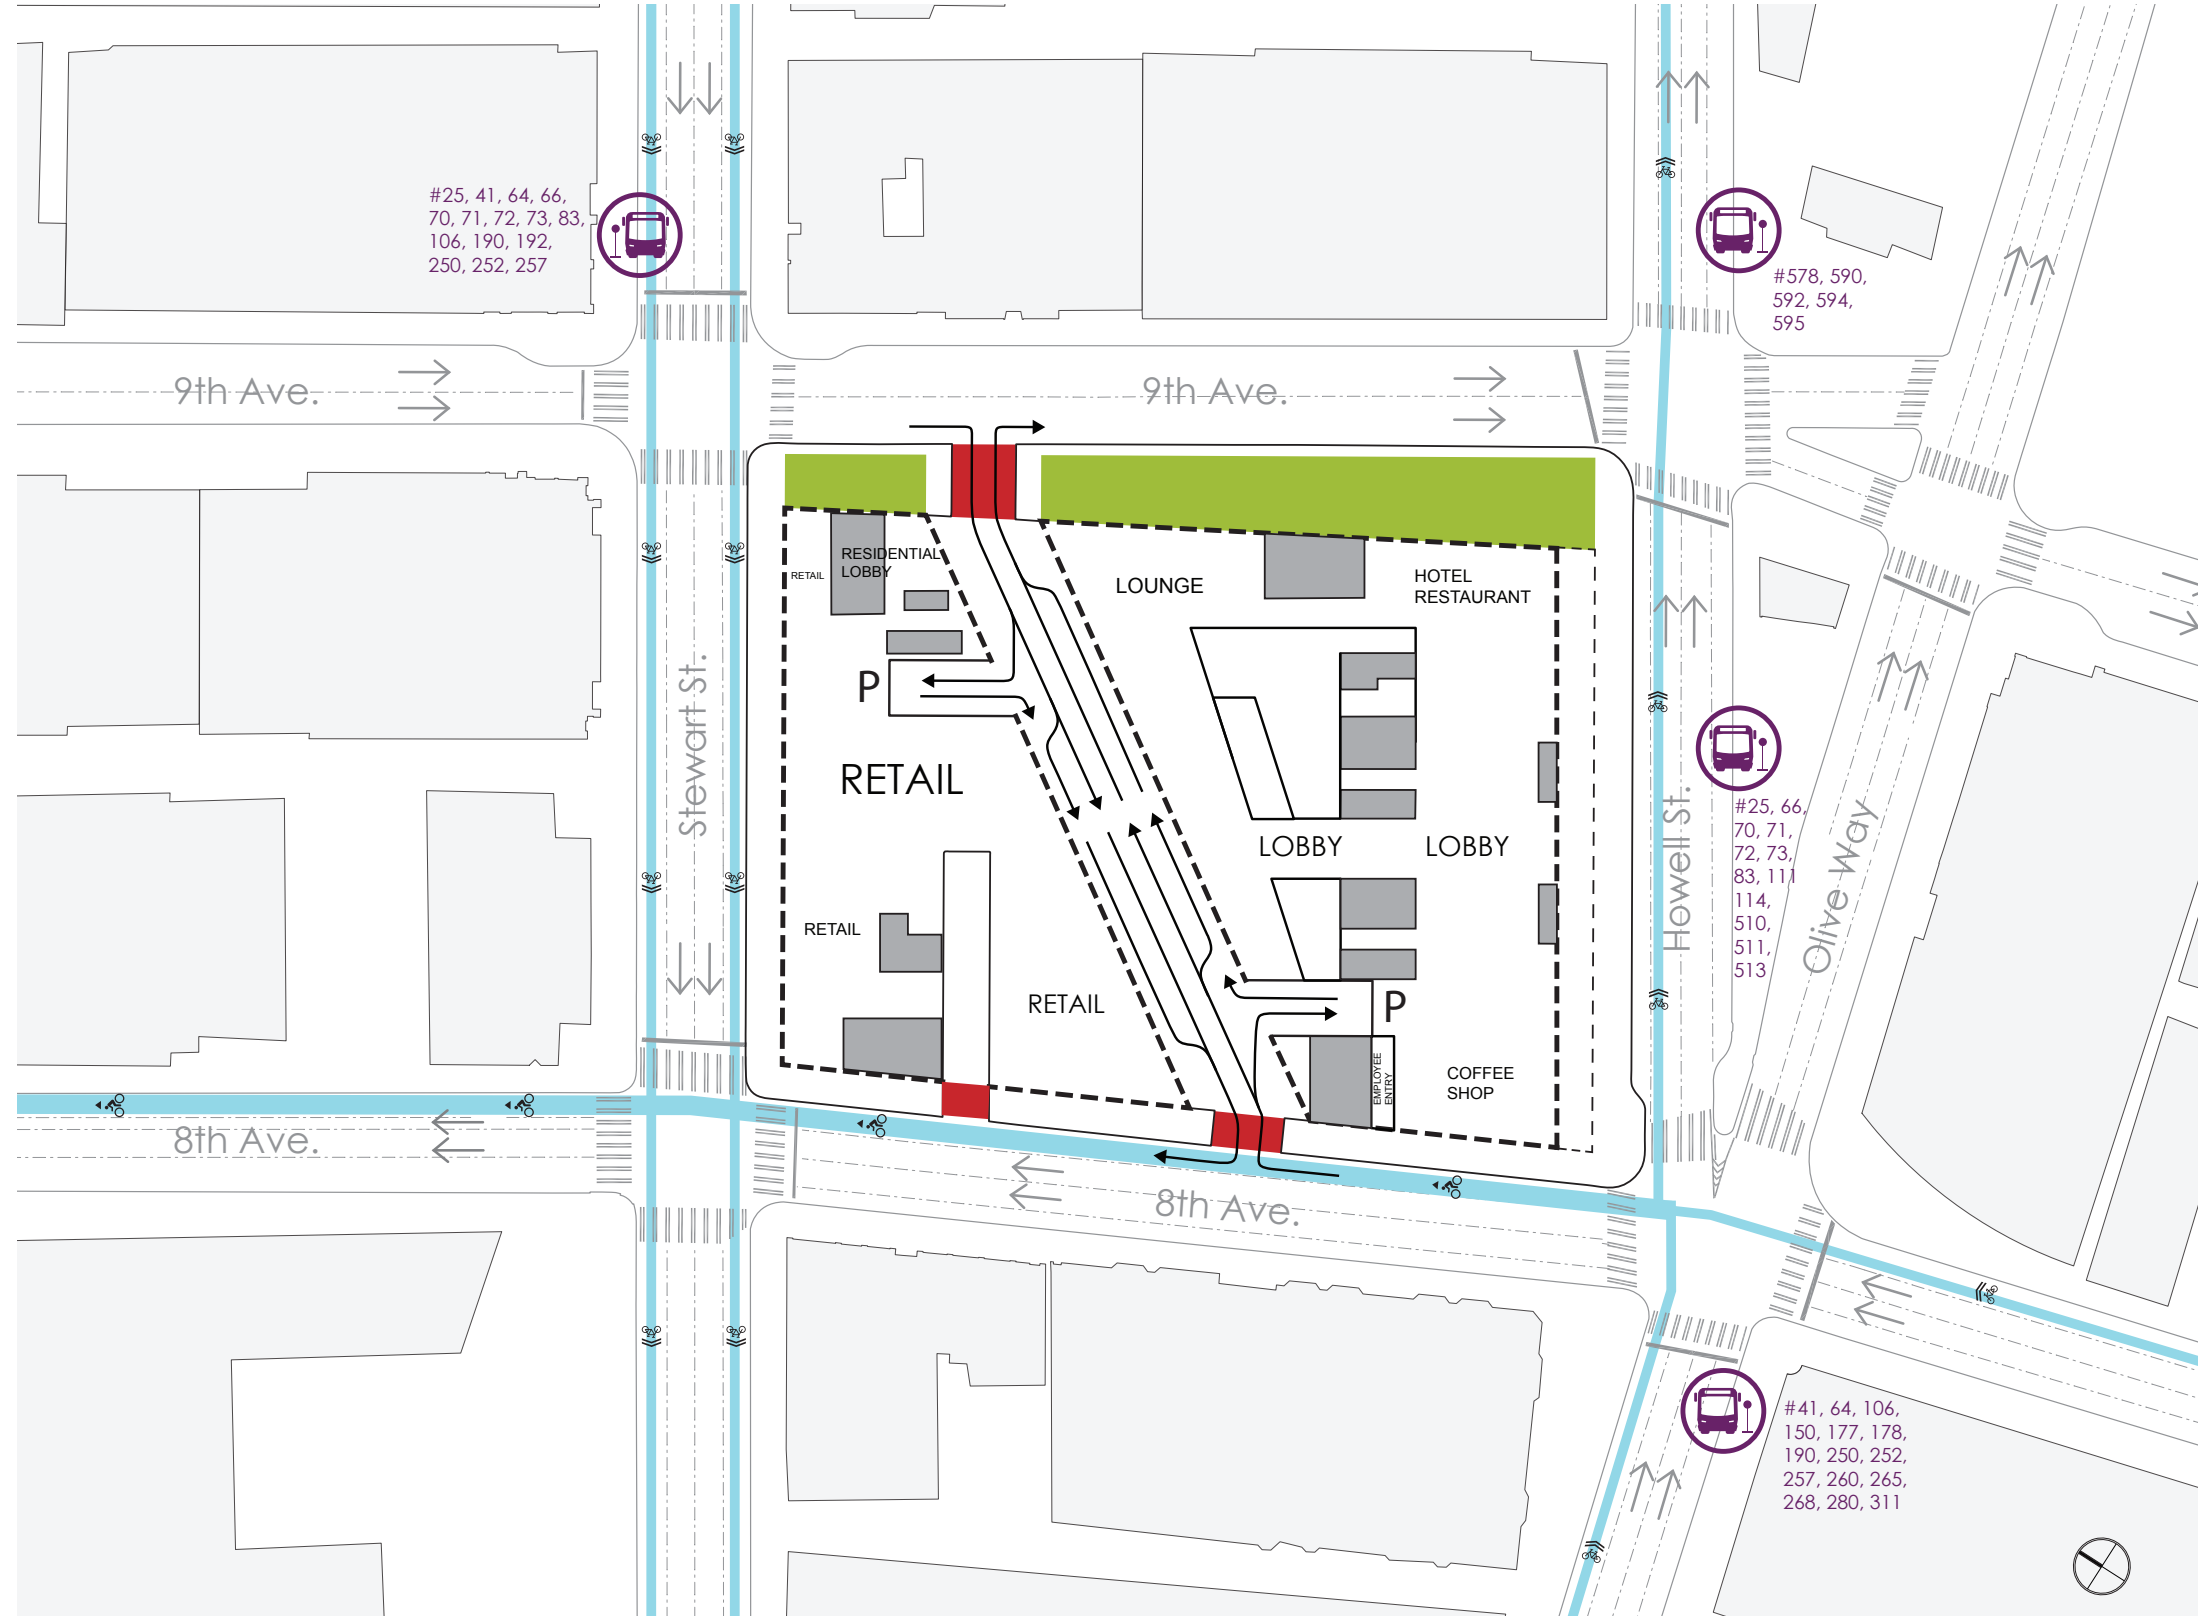 #25, 41, 64, 66,
70, 71, 72, 73, 83,
106, 190, 192,
250, 252, 257
#578, 590,
592, 594,
595
9th Ave.
9th Ave.
RESIDENTIAL
LOBBY
RETAIL
LOUNGE
HOTEL
RESTAURANT
P
Stewart St.
RETAIL
#25, 66,
70, 71,
72, 73,
83, 111
114,
510,
511,
513
Howell St.
Olive Way
LOBBY
LOBBY
RETAIL
RETAIL
P
EMPLOYEE
ENTRY
COFFEE
SHOP
8th Ave.
8th Ave.
#41, 64, 106,
150, 177, 178,
190, 250, 252,
257, 260, 265,
268, 280, 311